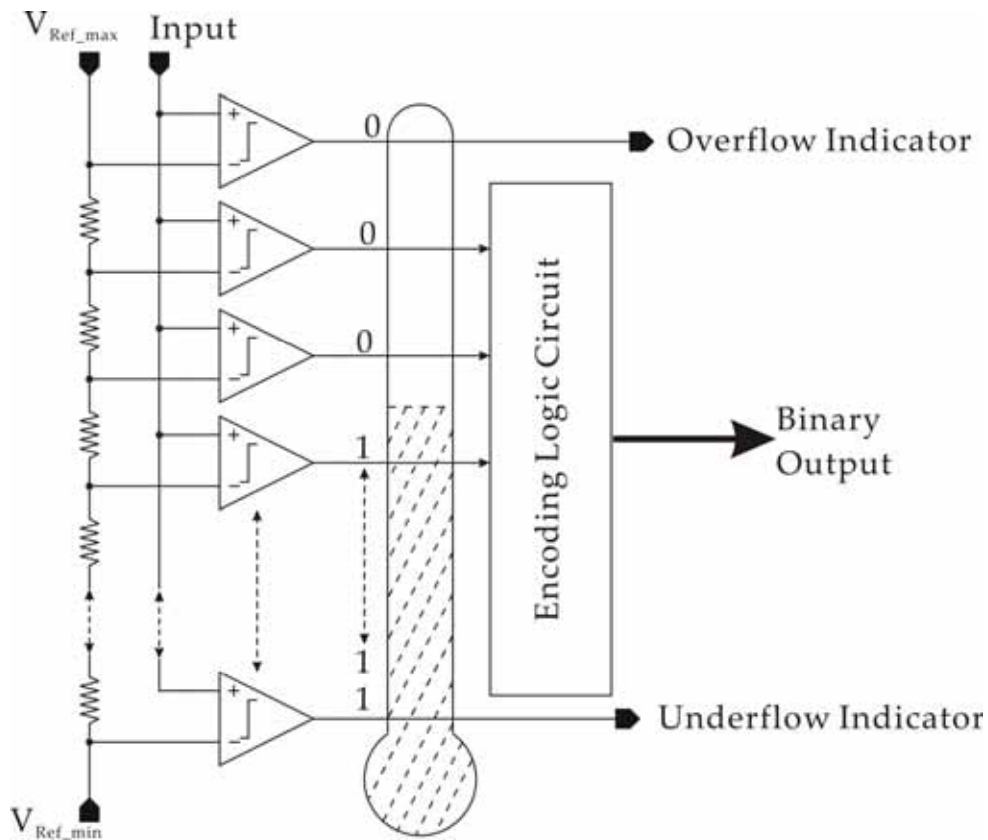 V_Ref_max Input
+
−
0
Overflow Indicator
+
−
0
+
−
0
+
−
1
Encoding Logic Circuit
Binary
Output
1
+
−
1
Underflow Indicator
V_Ref_min